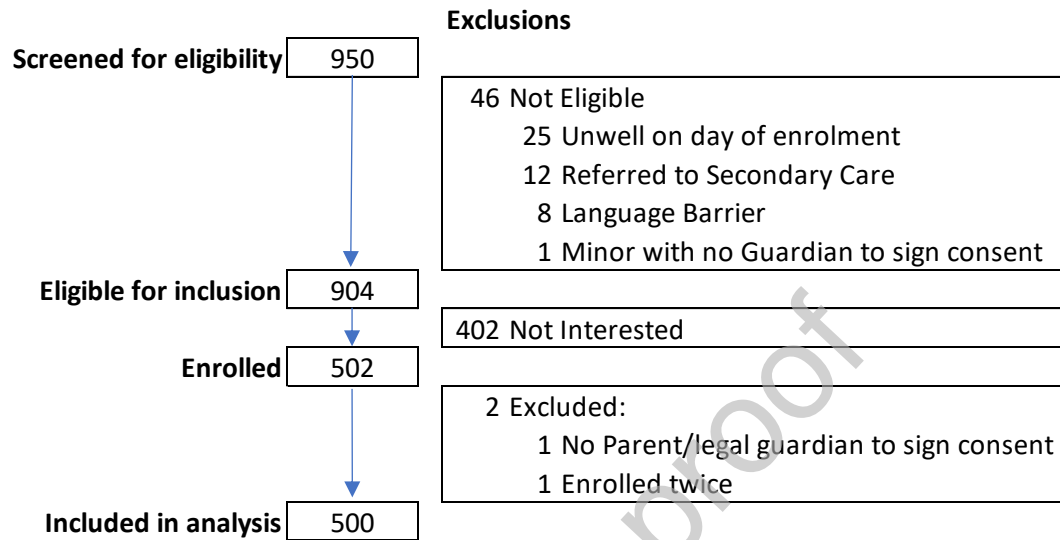 Exclusions
Screened for eligibility 950
46 Not Eligible
25 Unwell on day of enrolment
12 Referred to Secondary Care
8 Language Barrier
1 Minor with no Guardian to sign consent
Eligible for inclusion 904
402 Not Interested
Enrolled 502
2 Excluded:
1 No Parent/legal guardian to sign consent
1 Enrolled twice
Included in analysis 500
proof